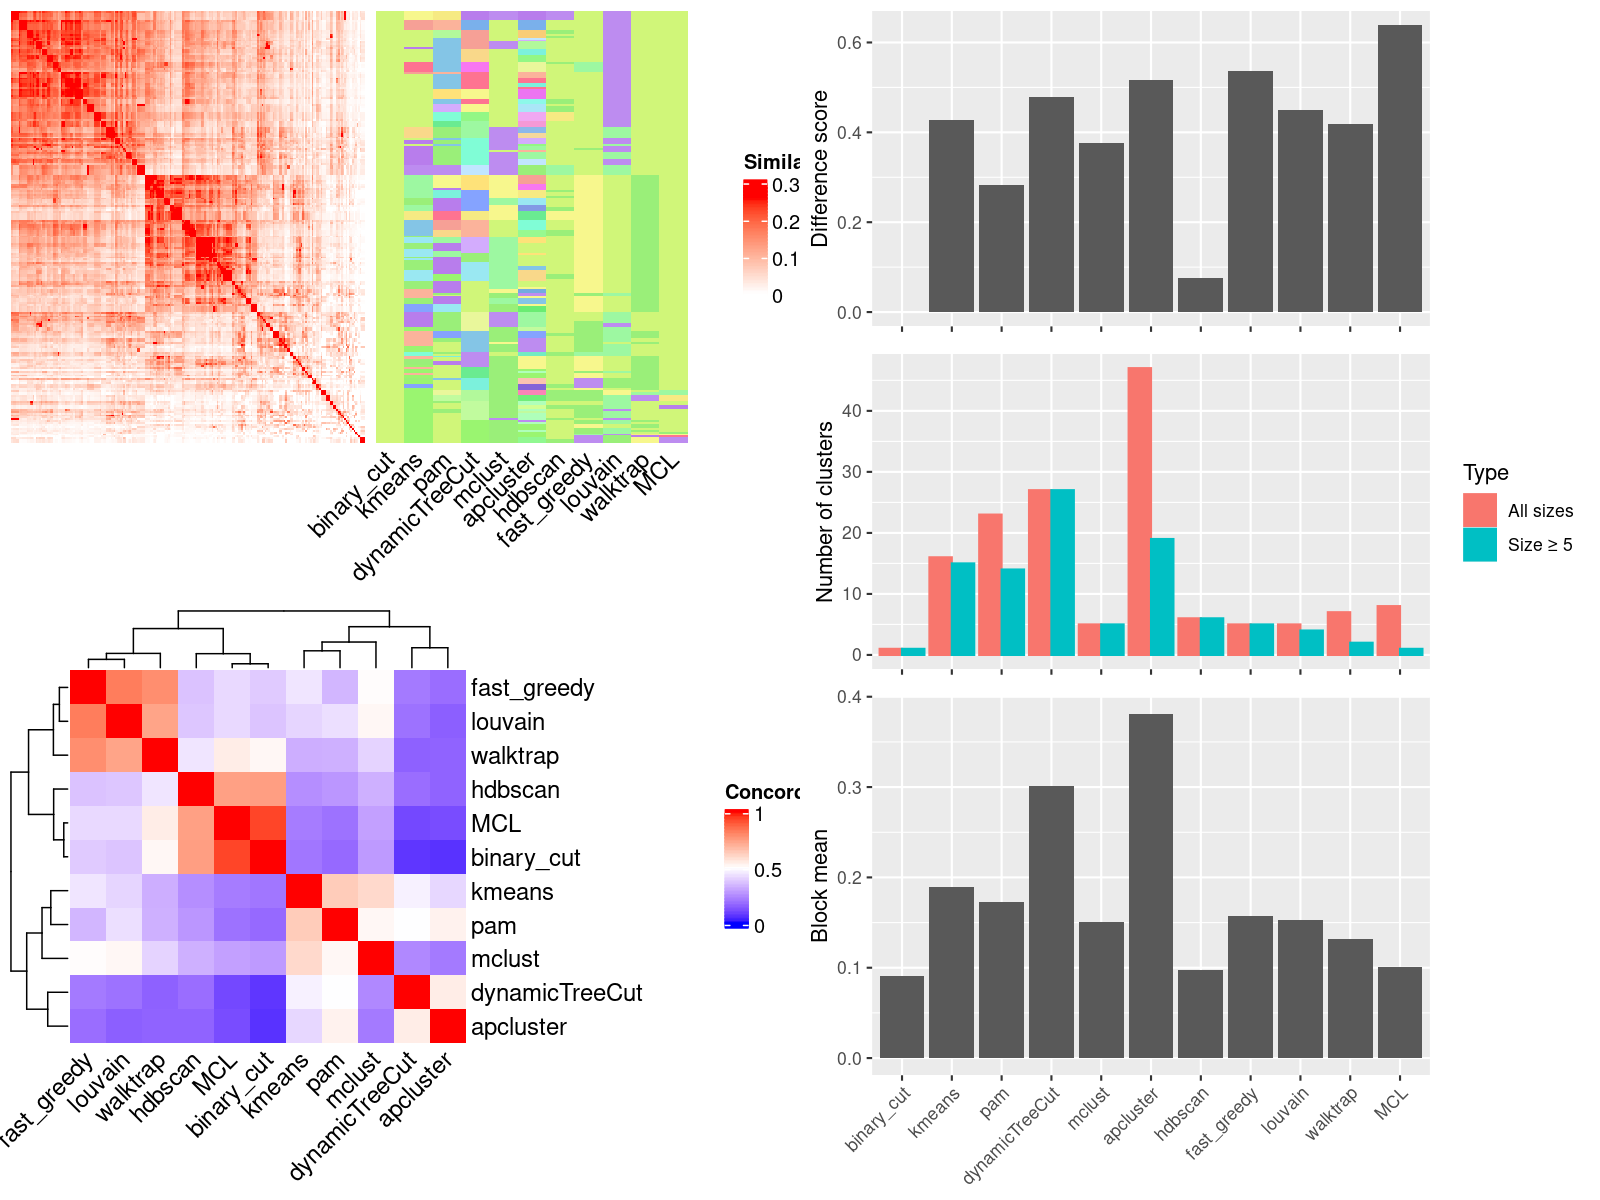 Simila
0.3
0.2
0.1
0
binary_cut
kmeans
pam
dynamicTreeCut
mclust
apcluster
hdbscan
fast_greedy
louvain
walktrap
MCL
fast_greedy
louvain
walktrap
hdbscan
MCL
binary_cut
kmeans
pam
mclust
dynamicTreeCut
apcluster
fast_greedy
louvain
walktrap
hdbscan
MCL
binary_cut
kmeans
pam
mclust
dynamicTreeCut
apcluster
Concord
1
0.5
0
Difference score
0.6
0.4
0.2
0.0
Number of clusters
40
30
20
10
0
Type
All sizes
Size ≥ 5
Block mean
0.4
0.3
0.2
0.1
0.0
binary_cut
kmeans
pam
dynamicTreeCut
mclust
apcluster
hdbscan
fast_greedy
louvain
walktrap
MCL